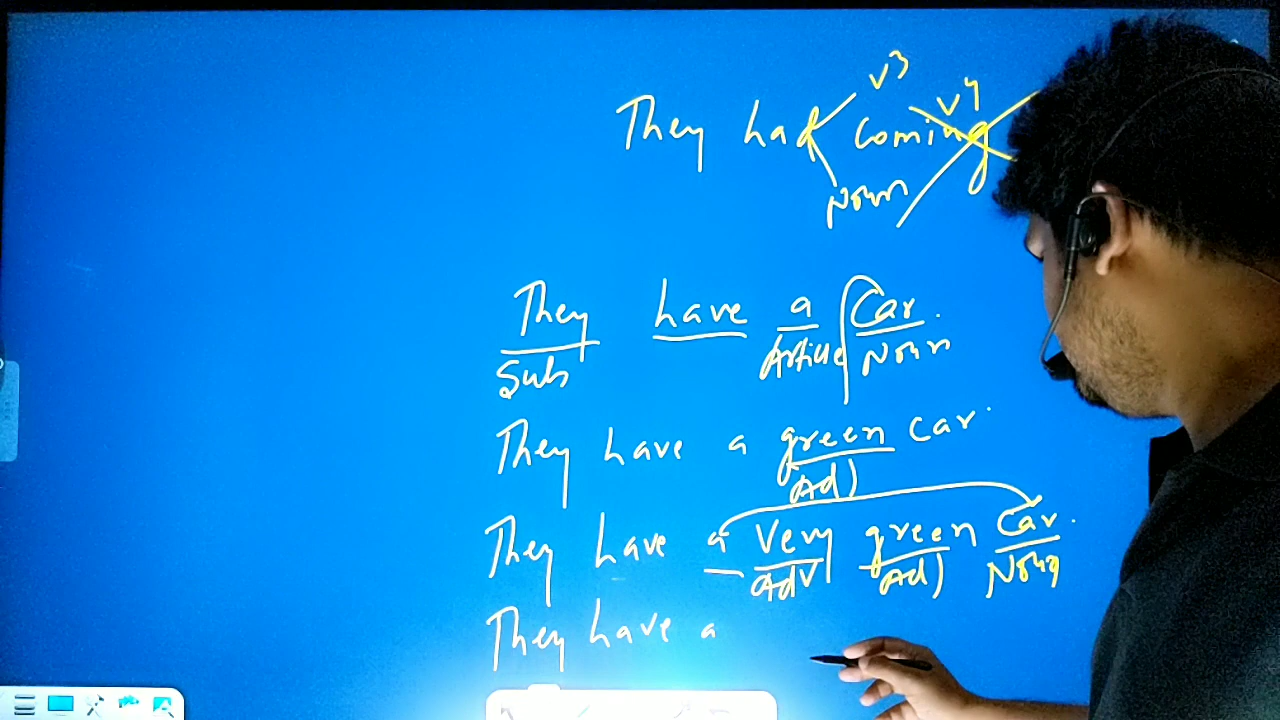 V3 V4
They had coming
Noun
They have a Car.
Sub Article Noun
They have a green car.
Adj
They have a very green Car.
Adv Adj Noun
They have a